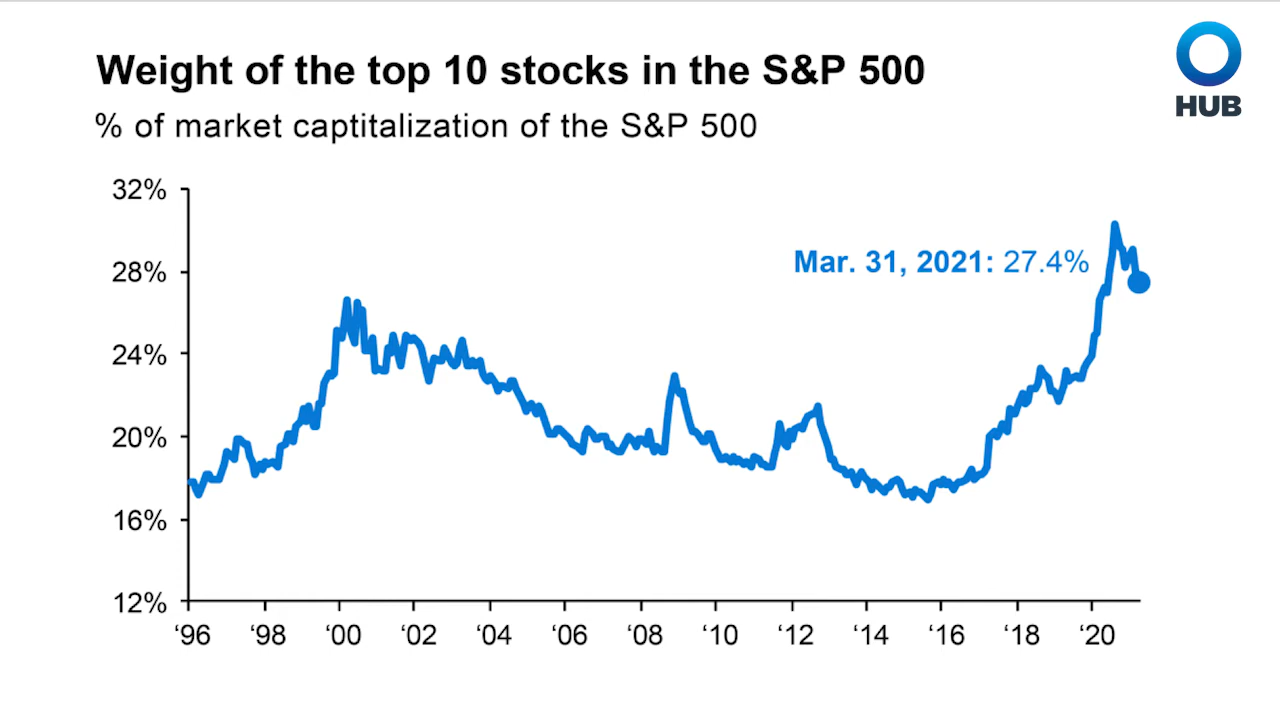 HUB
Weight of the top 10 stocks in the S&P 500
% of market captitalization of the S&P 500
32%
28%
24%
20%
16%
12%
Mar. 31, 2021: 27.4%
‘96 ‘98 ‘00 ‘02 ‘04 ‘06 ‘08 ‘10 ‘12 ‘14 ‘16 ‘18 ‘20